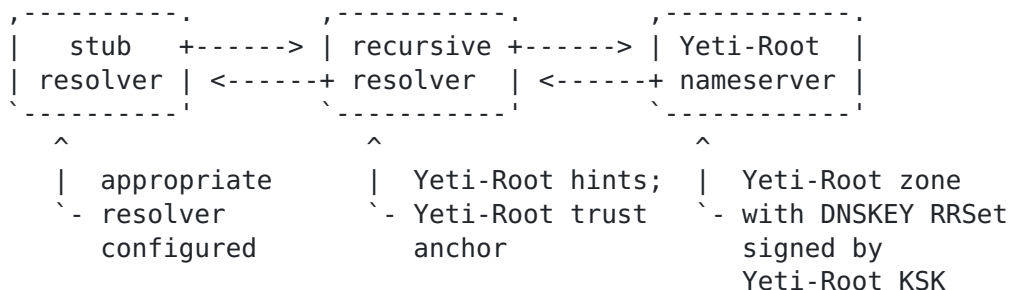 ,----------.        ,-----------.        ,------------.
|   stub   +------> | recursive +------> | Yeti-Root  |
| resolver | <------+ resolver  | <------+ nameserver |
`----------'        `-----------'        `------------'
   ^                   ^                    ^
   |  appropriate      |  Yeti-Root hints;  |  Yeti-Root zone
   `- resolver         `- Yeti-Root trust   `- with DNSKEY RRSet
      configured          anchor               signed by
                                               Yeti-Root KSK